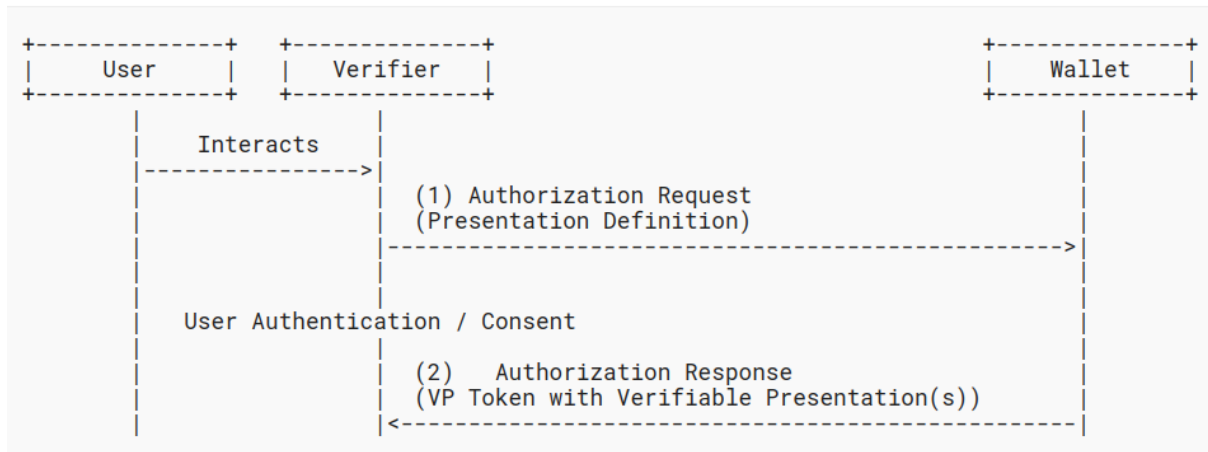 User Verifier Wallet
Interacts
(1) Authorization Request
(Presentation Definition)
User Authentication / Consent
(2) Authorization Response
(VP Token with Verifiable Presentation(s))